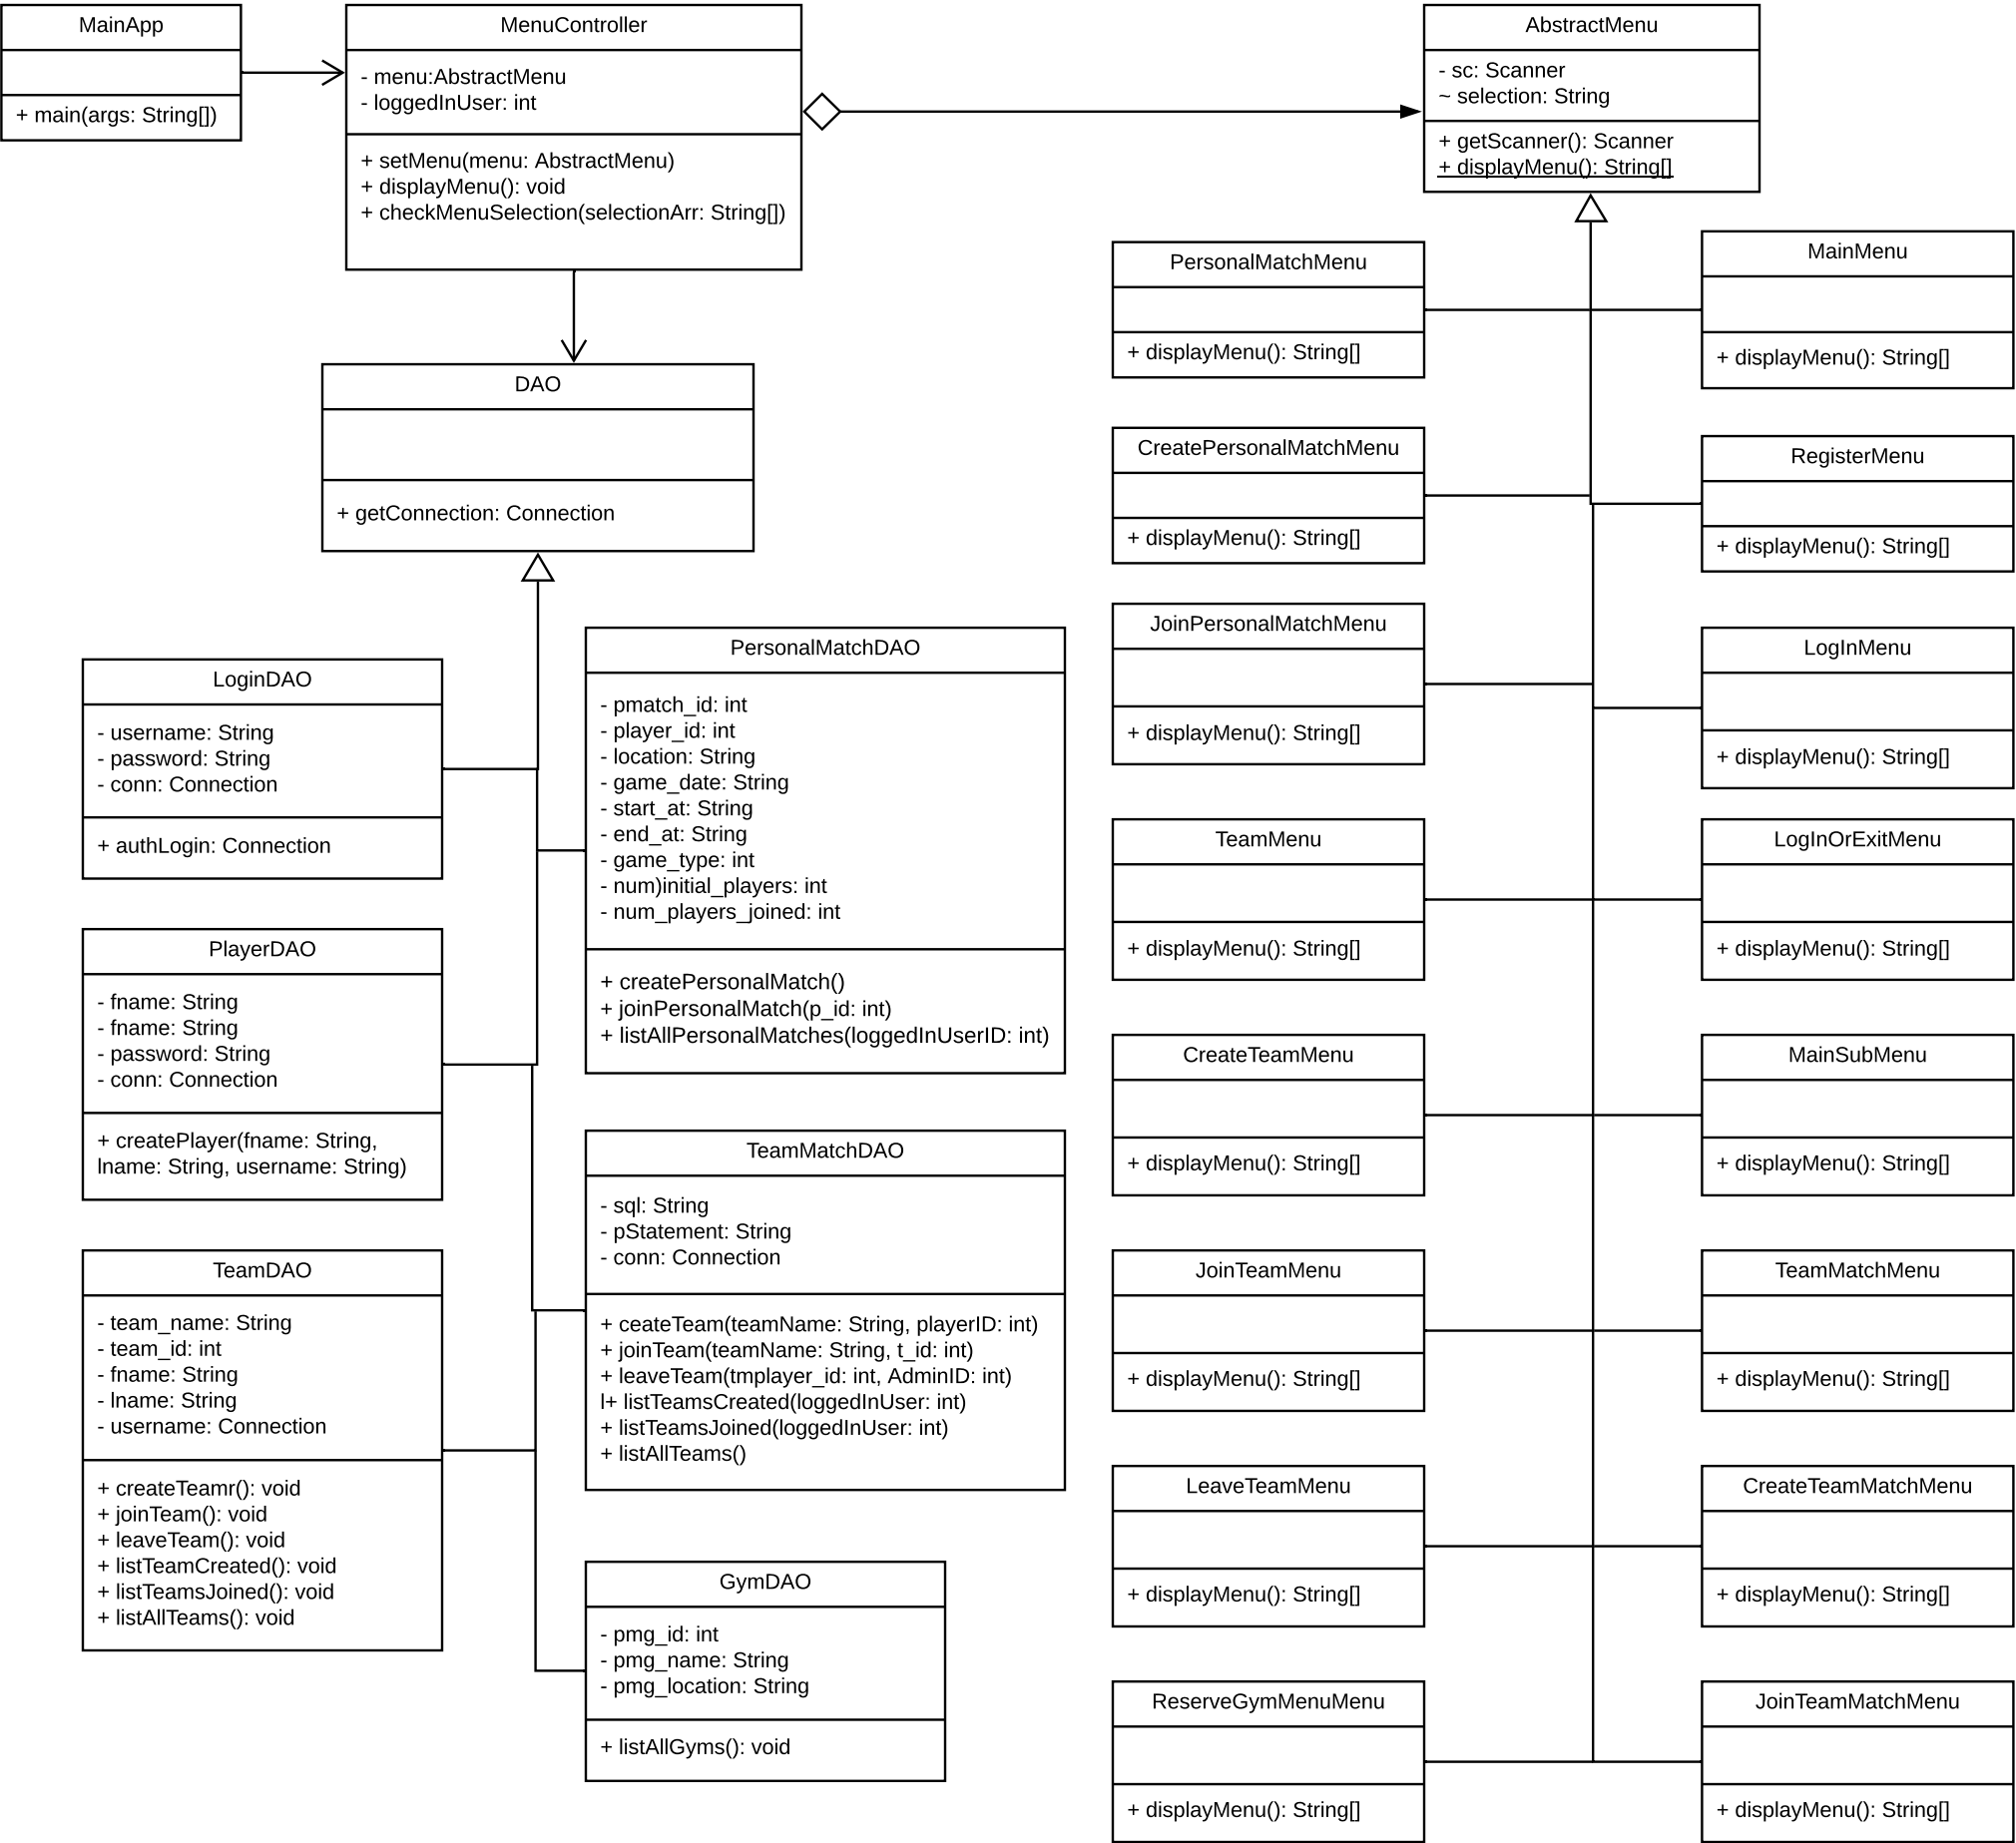 MainApp
+ main(args: String[])
MenuController
- menu:AbstractMenu
- loggedInUser: int
+ setMenu(menu: AbstractMenu)
+ displayMenu(): void
+ checkMenuSelection(selectionArr: String[])
AbstractMenu
- sc: Scanner
~ selection: String
+ getScanner(): Scanner
+ displayMenu(): String[]
DAO
+ getConnection: Connection
LoginDAO
- username: String
- password: String
- conn: Connection
+ authLogin: Connection
PlayerDAO
- fname: String
- fname: String
- password: String
- conn: Connection
+ createPlayer(fname: String,
lname: String, username: String)
TeamDAO
- team_name: String
- team_id: int
- fname: String
- lname: String
- username: Connection
+ createTeamr(): void
+ joinTeam(): void
+ leaveTeam(): void
+ listTeamCreated(): void
+ listTeamsJoined(): void
+ listAllTeams(): void
PersonalMatchDAO
- pmatch_id: int
- player_id: int
- location: String
- game_date: String
- start_at: String
- end_at: String
- game_type: int
- num)initial_players: int
- num_players_joined: int
+ createPersonalMatch()
+ joinPersonalMatch(p_id: int)
+ listAllPersonalMatches(loggedInUserID: int)
TeamMatchDAO
- sql: String
- pStatement: String
- conn: Connection
+ ceateTeam(teamName: String, playerID: int)
+ joinTeam(teamName: String, t_id: int)
+ leaveTeam(tmplayer_id: int, AdminID: int)
l+ listTeamsCreated(loggedInUser: int)
+ listTeamsJoined(loggedInUser: int)
+ listAllTeams()
GymDAO
- pmg_id: int
- pmg_name: String
- pmg_location: String
+ listAllGyms(): void
PersonalMatchMenu
+ displayMenu(): String[]
CreatePersonalMatchMenu
+ displayMenu(): String[]
JoinPersonalMatchMenu
+ displayMenu(): String[]
TeamMenu
+ displayMenu(): String[]
CreateTeamMenu
+ displayMenu(): String[]
JoinTeamMenu
+ displayMenu(): String[]
LeaveTeamMenu
+ displayMenu(): String[]
ReserveGymMenuMenu
+ displayMenu(): String[]
MainMenu
+ displayMenu(): String[]
RegisterMenu
+ displayMenu(): String[]
LogInMenu
+ displayMenu(): String[]
LogInOrExitMenu
+ displayMenu(): String[]
MainSubMenu
+ displayMenu(): String[]
TeamMatchMenu
+ displayMenu(): String[]
CreateTeamMatchMenu
+ displayMenu(): String[]
JoinTeamMatchMenu
+ displayMenu(): String[]